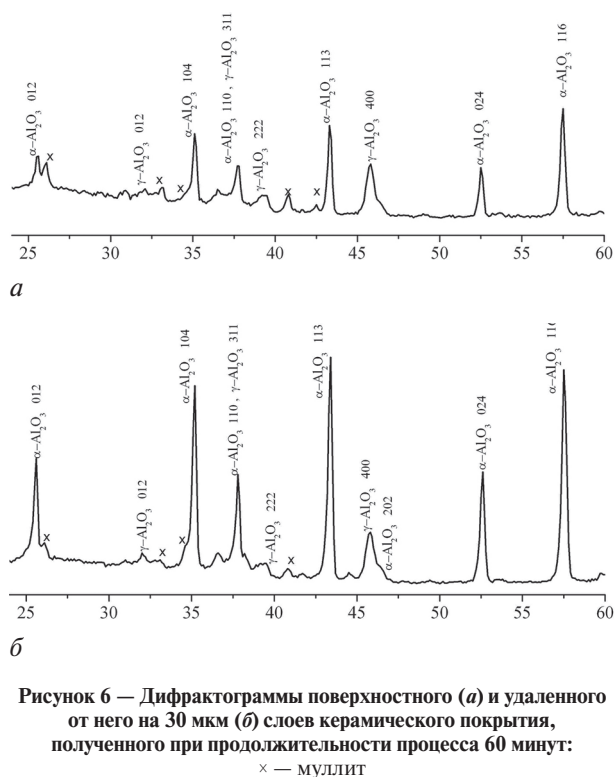 α–Al₂O₃ 012
×
γ–Al₂O₃ 012
×
×
α–Al₂O₃ 104
α–Al₂O₃ 110 , γ–Al₂O₃ 311
γ–Al₂O₃ 222
×
×
α–Al₂O₃ 113
γ–Al₂O₃ 400
α–Al₂O₃ 024
α–Al₂O₃ 116
25 30 35 40 45 50 55 60
а
α–Al₂O₃ 012
×
γ–Al₂O₃ 012
×
×
α–Al₂O₃ 104
α–Al₂O₃ 110 , γ–Al₂O₃ 311
γ–Al₂O₃ 222
×
α–Al₂O₃ 113
γ–Al₂O₃ 400
α–Al₂O₃ 202
α–Al₂O₃ 024
α–Al₂O₃
25 30 35 40 45 50 55 60
б
Рисунок 6 — Дифрактограммы поверхностного (а) и удаленного
от него на 30 мкм (б) слоев керамического покрытия,
полученного при продолжительности процесса 60 минут:
× — муллит